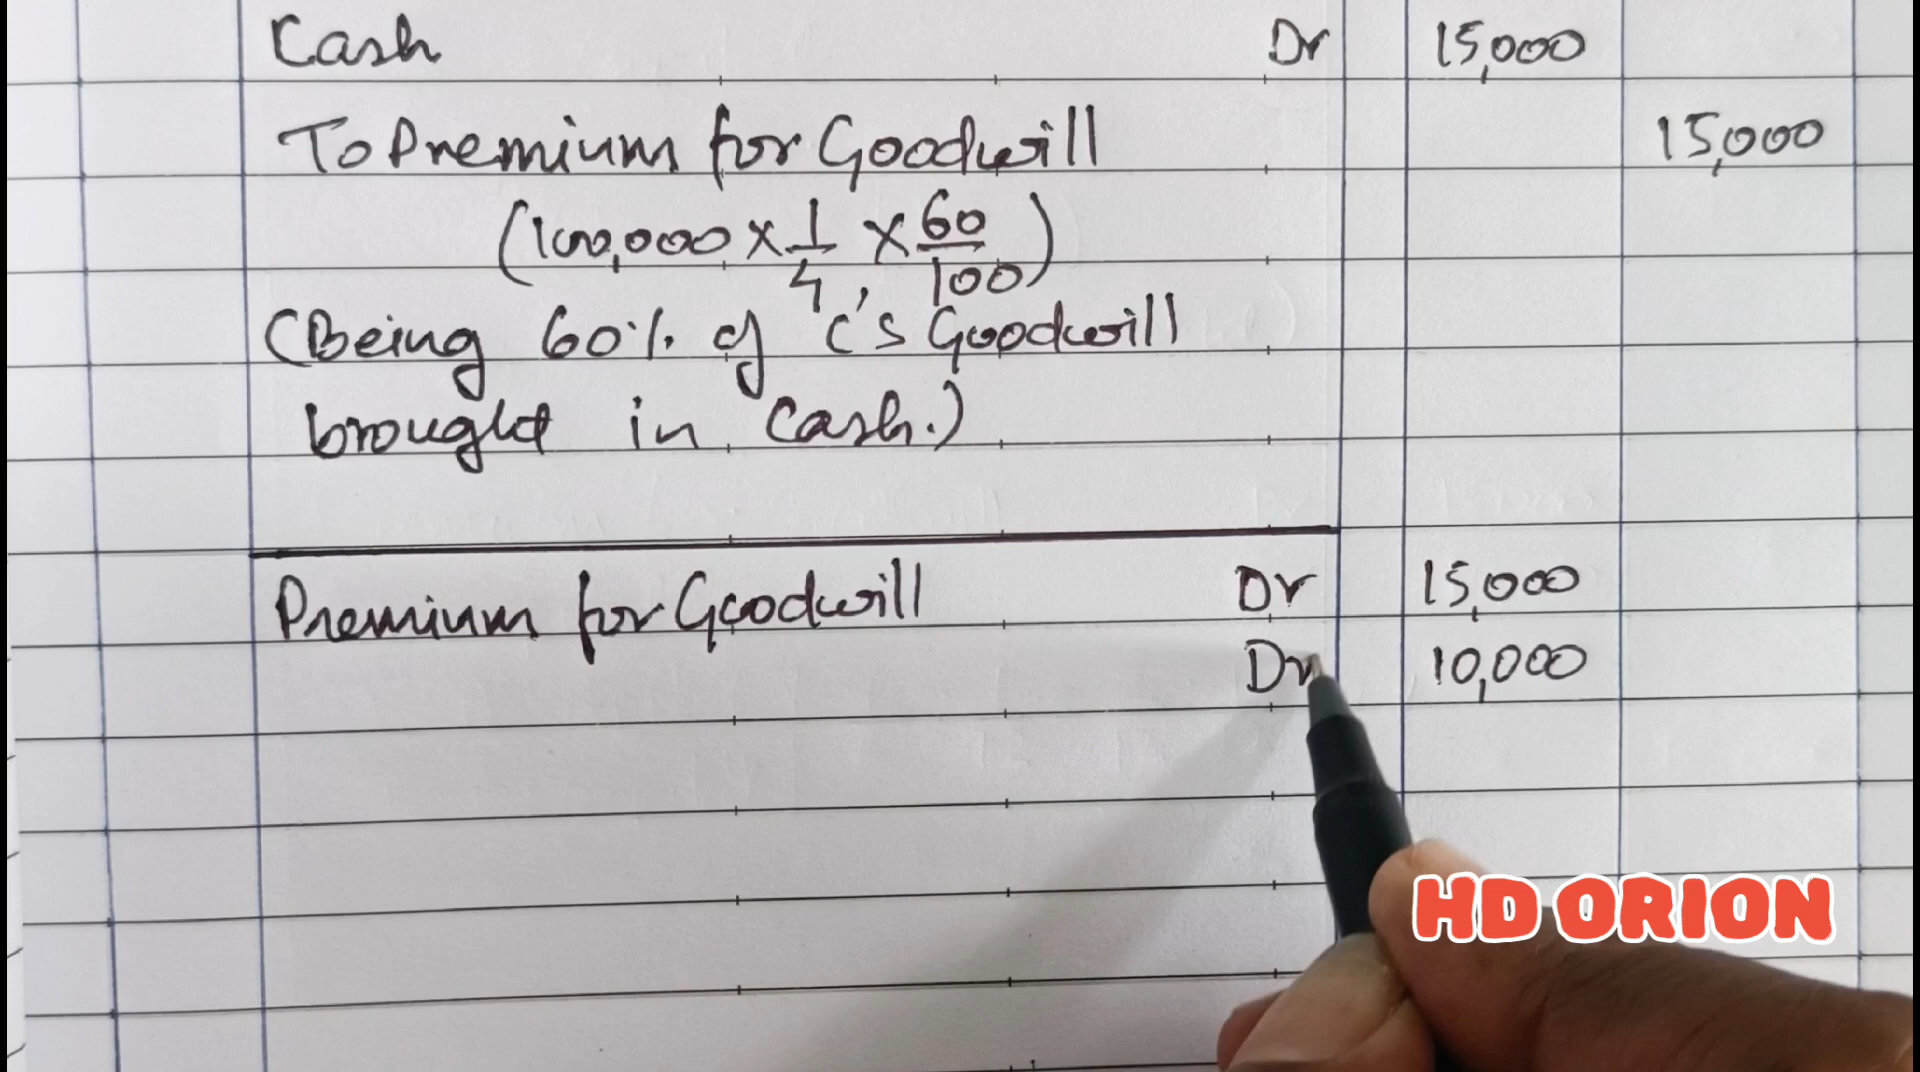 Cash Dr 15,000
To Premium for Goodwill 15,000
(100,000 × 1/4 × 60/100)
(Being 60% of 'C's Goodwill
brought in Cash.)
Premium for Goodwill Dr 15,000
Dr 10,000
HD ORION